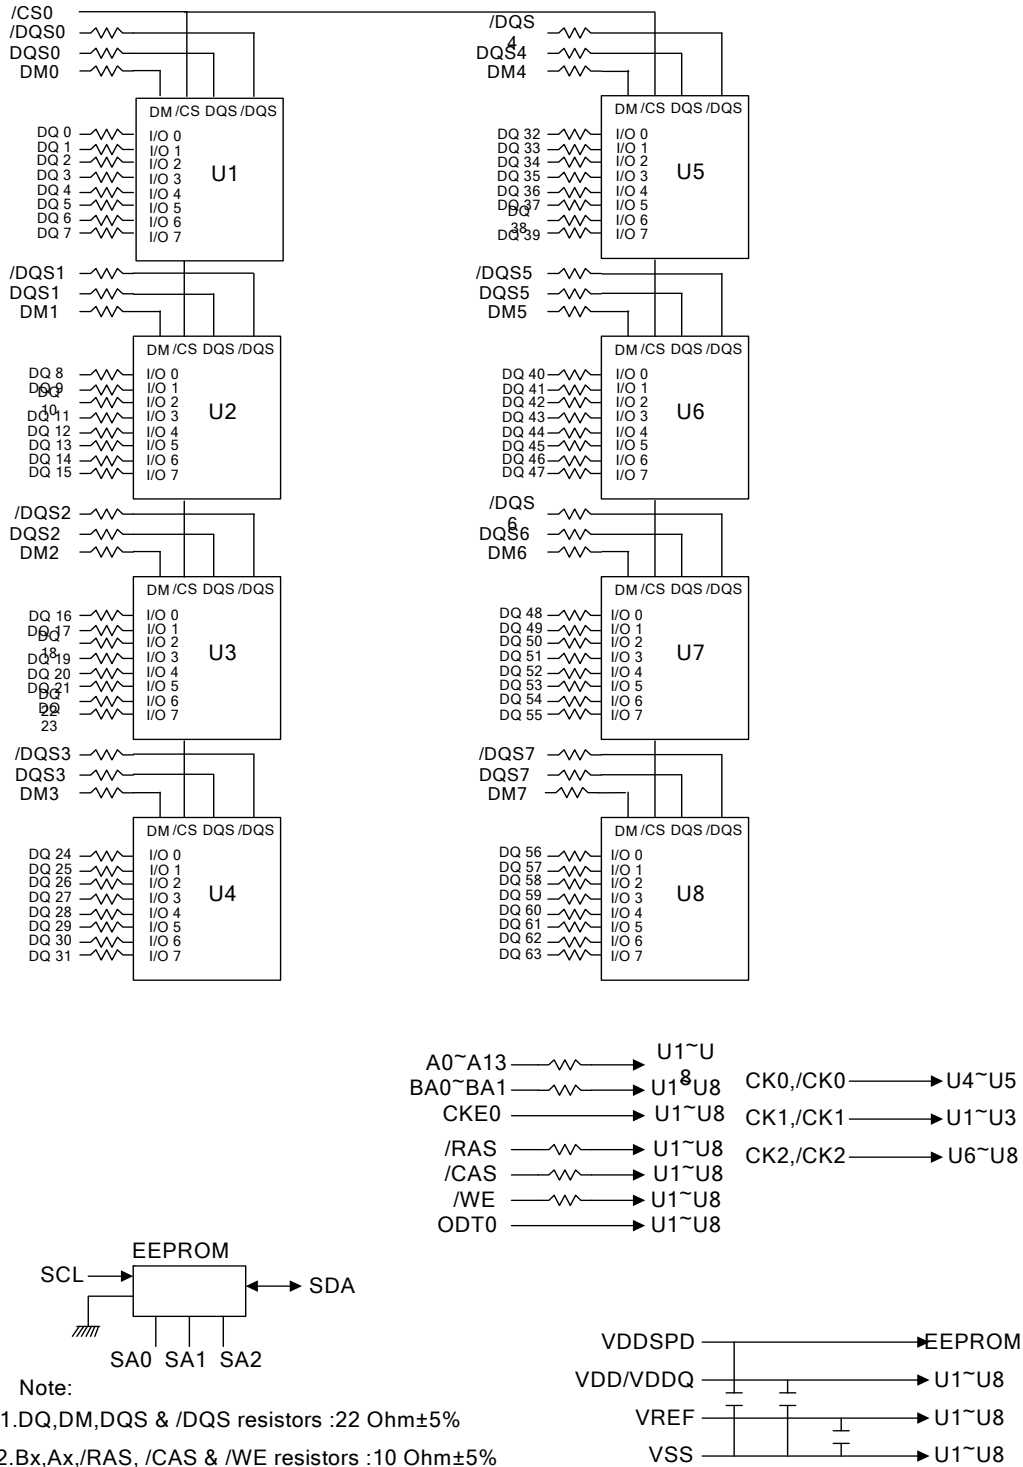 /CS0
/DQS0
DQS0
DM0
DM /CS DQS /DQS
DQ 0 I/O 0
DQ 1 I/O 1
DQ 2 I/O 2
DQ 3 I/O 3
DQ 4 I/O 4
DQ 5 I/O 5
DQ 6 I/O 6
DQ 7 I/O 7
U1
/DQS1
DQS1
DM1
DM /CS DQS /DQS
DQ 8 I/O 0
DQ 9 I/O 1
DQ 10 I/O 2
DQ 11 I/O 3
DQ 12 I/O 4
DQ 13 I/O 5
DQ 14 I/O 6
DQ 15 I/O 7
U2
/DQS2
DQS2
DM2
DM /CS DQS /DQS
DQ 16 I/O 0
DQ 17 I/O 1
DQ 18 I/O 2
DQ 19 I/O 3
DQ 20 I/O 4
DQ 21 I/O 5
DQ 22 I/O 6
DQ 23 I/O 7
U3
/DQS3
DQS3
DM3
DM /CS DQS /DQS
DQ 24 I/O 0
DQ 25 I/O 1
DQ 26 I/O 2
DQ 27 I/O 3
DQ 28 I/O 4
DQ 29 I/O 5
DQ 30 I/O 6
DQ 31 I/O 7
U4
/DQS 4
DQS4
DM4
DM /CS DQS /DQS
DQ 32 I/O 0
DQ 33 I/O 1
DQ 34 I/O 2
DQ 35 I/O 3
DQ 36 I/O 4
DQ 37 I/O 5
DQ 38 I/O 6
DQ 39 I/O 7
U5
/DQS5
DQS5
DM5
DM /CS DQS /DQS
DQ 40 I/O 0
DQ 41 I/O 1
DQ 42 I/O 2
DQ 43 I/O 3
DQ 44 I/O 4
DQ 45 I/O 5
DQ 46 I/O 6
DQ 47 I/O 7
U6
/DQS 6
DQS6
DM6
DM /CS DQS /DQS
DQ 48 I/O 0
DQ 49 I/O 1
DQ 50 I/O 2
DQ 51 I/O 3
DQ 52 I/O 4
DQ 53 I/O 5
DQ 54 I/O 6
DQ 55 I/O 7
U7
/DQS7
DQS7
DM7
DM /CS DQS /DQS
DQ 56 I/O 0
DQ 57 I/O 1
DQ 58 I/O 2
DQ 59 I/O 3
DQ 60 I/O 4
DQ 61 I/O 5
DQ 62 I/O 6
DQ 63 I/O 7
U8
A0~A13 U1~U 8
BA0~BA1 U1~U8
CKE0 U1~U8
/RAS U1~U8
/CAS U1~U8
/WE U1~U8
ODT0 U1~U8
CK0,/CK0 U4~U5
CK1,/CK1 U1~U3
CK2,/CK2 U6~U8
EEPROM
SCL SDA
SA0 SA1 SA2
VDDSPD EEPROM
VDD/VDDQ U1~U8
VREF U1~U8
VSS U1~U8
Note:
1.DQ,DM,DQS & /DQS resistors :22 Ohm±5%
2.Bx,Ax,/RAS, /CAS & /WE resistors :10 Ohm±5%